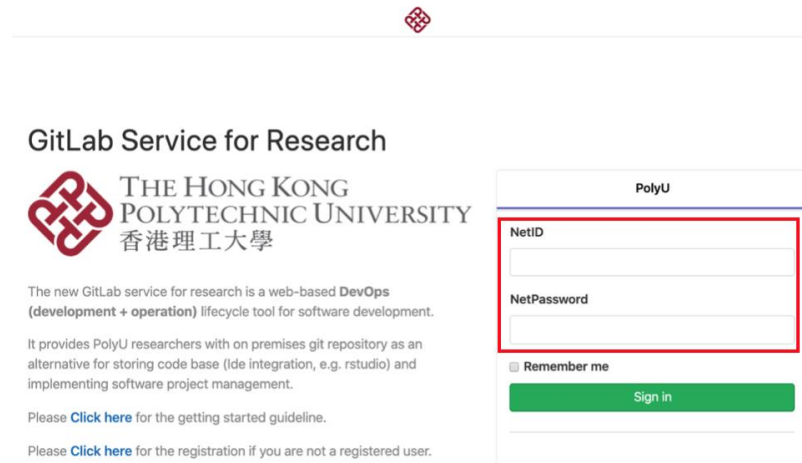 GitLab Service for Research
THE HONG KONG
POLYTECHNIC UNIVERSITY
香港理工大學
The new GitLab service for research is a web-based DevOps
(development + operation) lifecycle tool for software development.
It provides PolyU researchers with on premises git repository as an
alternative for storing code base (Ide integration, e.g. rstudio) and
implementing software project management.
Please Click here for the getting started guideline.
Please Click here for the registration if you are not a registered user.
PolyU
NetID
NetPassword
Remember me
Sign in